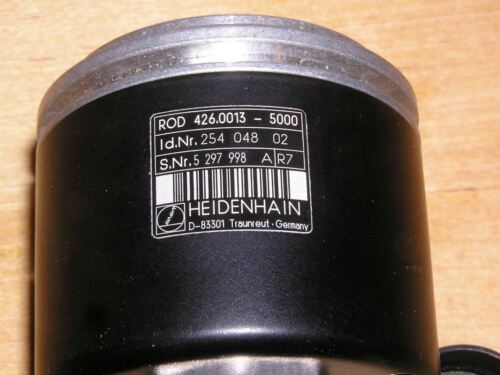 ROD 426.0013 - 5000
Id.Nr. 254 048 02
S.Nr. 5 297 998 A R7
HEIDENHAIN
D-83301 Traunreut · Germany